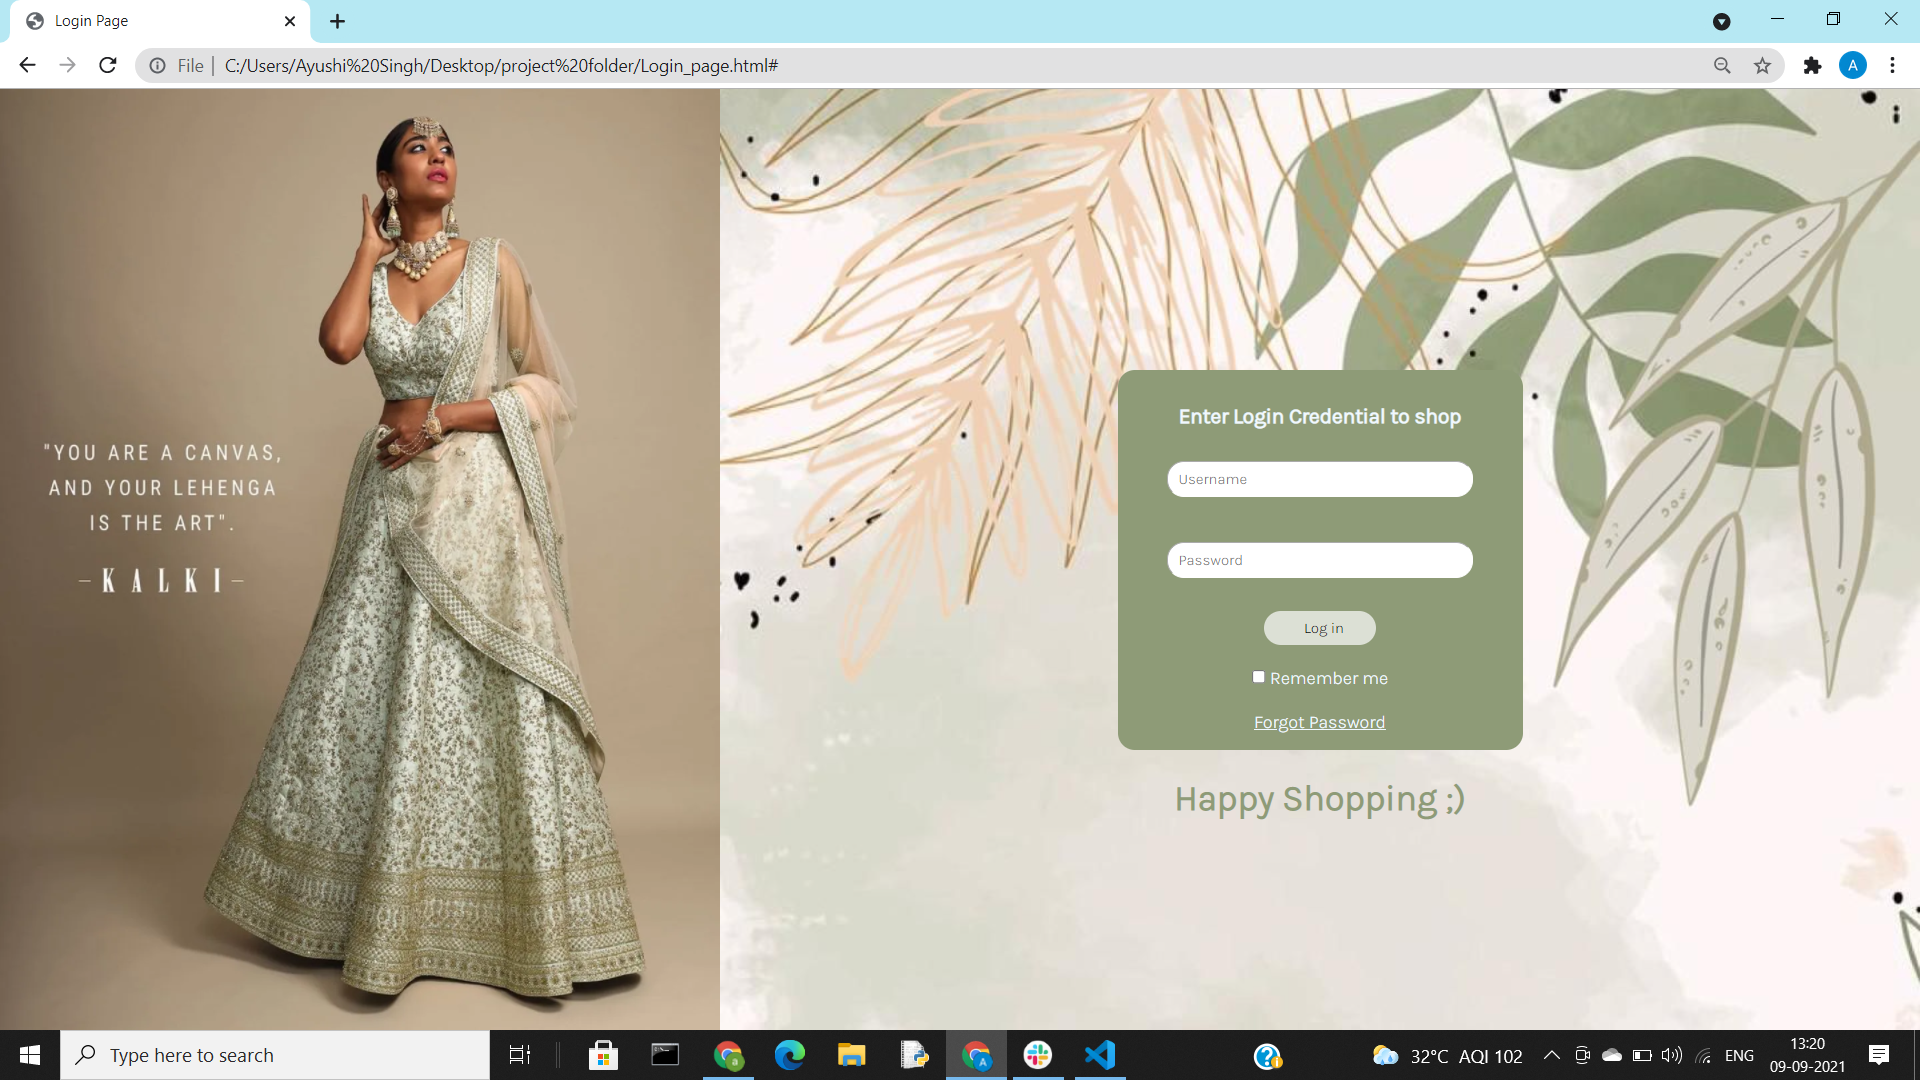 Login Page
File
C:/Users/Ayushi%20Singh/Desktop/project%20folder/Login_page.html#
A
"YOU ARE A CANVAS,
AND YOUR LEHENGA
IS THE ART".
–KALKI–
Enter Login Credential to shop
Username
Password
Log in
Remember me
Forgot Password
Happy Shopping ;)
Type here to search
a
A
32°C AQI 102
ENG
13:20
09-09-2021